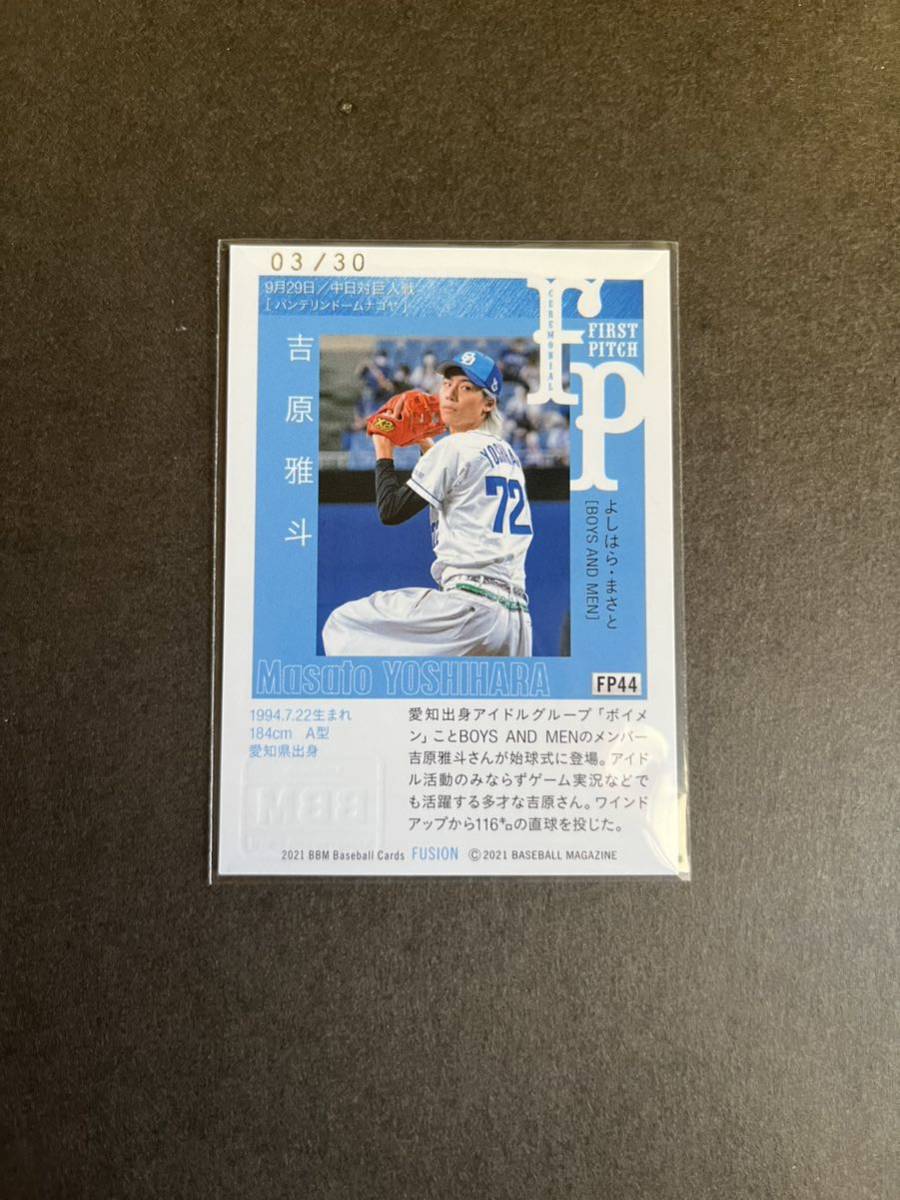 03/30
9月29日／中日対巨人戦
[バンテリンドームナゴヤ]
CEREMONIAL
FP
FIRST
PITCH
吉原雅斗
72
よしはら・まさと
[BOYS AND MEN]
Masato YOSHIHARA
FP44
1994.7.22生まれ
184cm A型
愛知県出身
愛知出身アイドルグループ「ボイメ
ン」ことBOYS AND MENのメンバー
吉原雅斗さんが始球式に登場。アイド
ル活動のみならずゲーム実況などで
も活躍する多才な吉原さん。ワインド
アップから116㌔の直球を投じた。
2021 BBM Baseball Cards FUSION Ⓒ2021 BASEBALL MAGAZINE